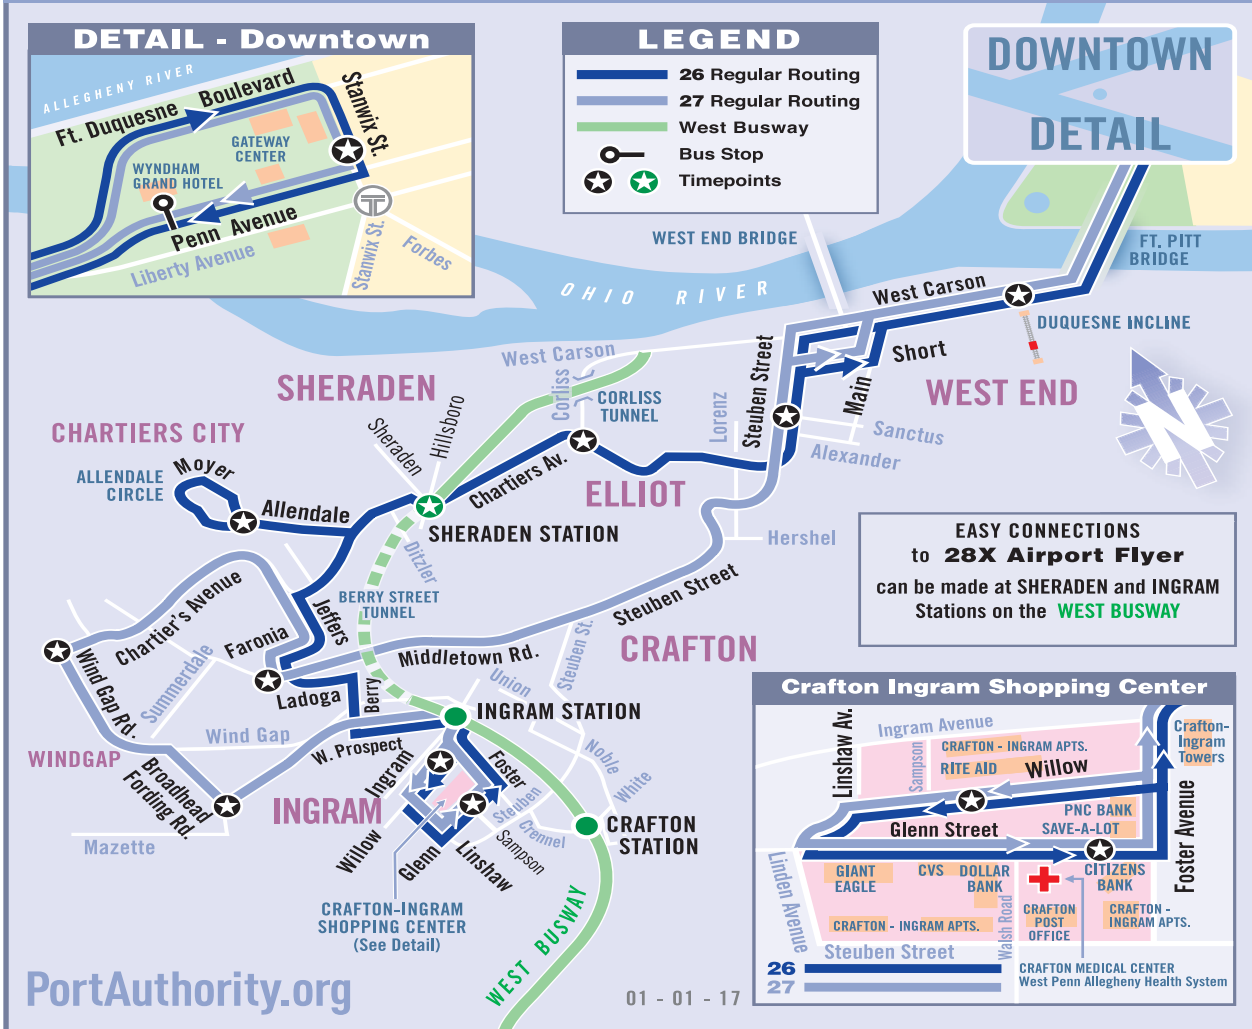 DETAIL - Downtown
ALLEGHENY RIVER
Ft. Duquesne Boulevard
Stanwix St.
GATEWAY
CENTER
WYNDHAM
GRAND HOTEL
Penn Avenue
Liberty Avenue
Stanwix St.
Forbes
T
LEGEND
26 Regular Routing
27 Regular Routing
West Busway
Bus Stop
Timepoints
DOWNTOWN
DETAIL
WEST END BRIDGE
FT. PITT
BRIDGE
OHIO RIVER
West Carson
DUQUESNE INCLINE
West Carson
Steuben Street
Short
Main
WEST END
N
SHERADEN
Corliss
CORLISS
TUNNEL
Lorenz
Sanctus
Alexander
CHARTIERS CITY
Sheraden
Hillsboro
ALLENDALE
CIRCLE
Moyer
Allendale
Chartiers Av.
ELLIOT
SHERADEN STATION
Hershel
Ditzler
EASY CONNECTIONS
to 28X Airport Flyer
can be made at SHERADEN and INGRAM
Stations on the WEST BUSWAY
BERRY STREET
TUNNEL
Steuben Street
Chartier's Avenue
Jeffers
Faronia
Middletown Rd.
Steuben St.
CRAFTON
Wind Gap Rd.
Summerdale
Ladoga
Berry
Union
INGRAM STATION
Wind Gap
W. Prospect
WINDGAP
Broadhead
Fording Rd.
Ingram
Foster
Noble
White
INGRAM
Steuben
Crennel
CRAFTON
STATION
Mazette
Willow
Glenn
Linshaw
Sampson
CRAFTON-INGRAM
SHOPPING CENTER
(See Detail)
WEST BUSWAY
PortAuthority.org
01 - 01 - 17
Crafton Ingram Shopping Center
Linshaw Av.
Ingram Avenue
Sampson
CRAFTON - INGRAM APTS.
RITE AID
Willow
Crafton-
Ingram
Towers
PNC BANK
Glenn Street
SAVE-A-LOT
Foster Avenue
Linden Avenue
GIANT
EAGLE
CVS
DOLLAR
BANK
CITIZENS
BANK
Walsh Road
CRAFTON
POST
OFFICE
CRAFTON -
INGRAM APTS.
CRAFTON - INGRAM APTS.
Steuben Street
26
27
CRAFTON MEDICAL CENTER
West Penn Allegheny Health System